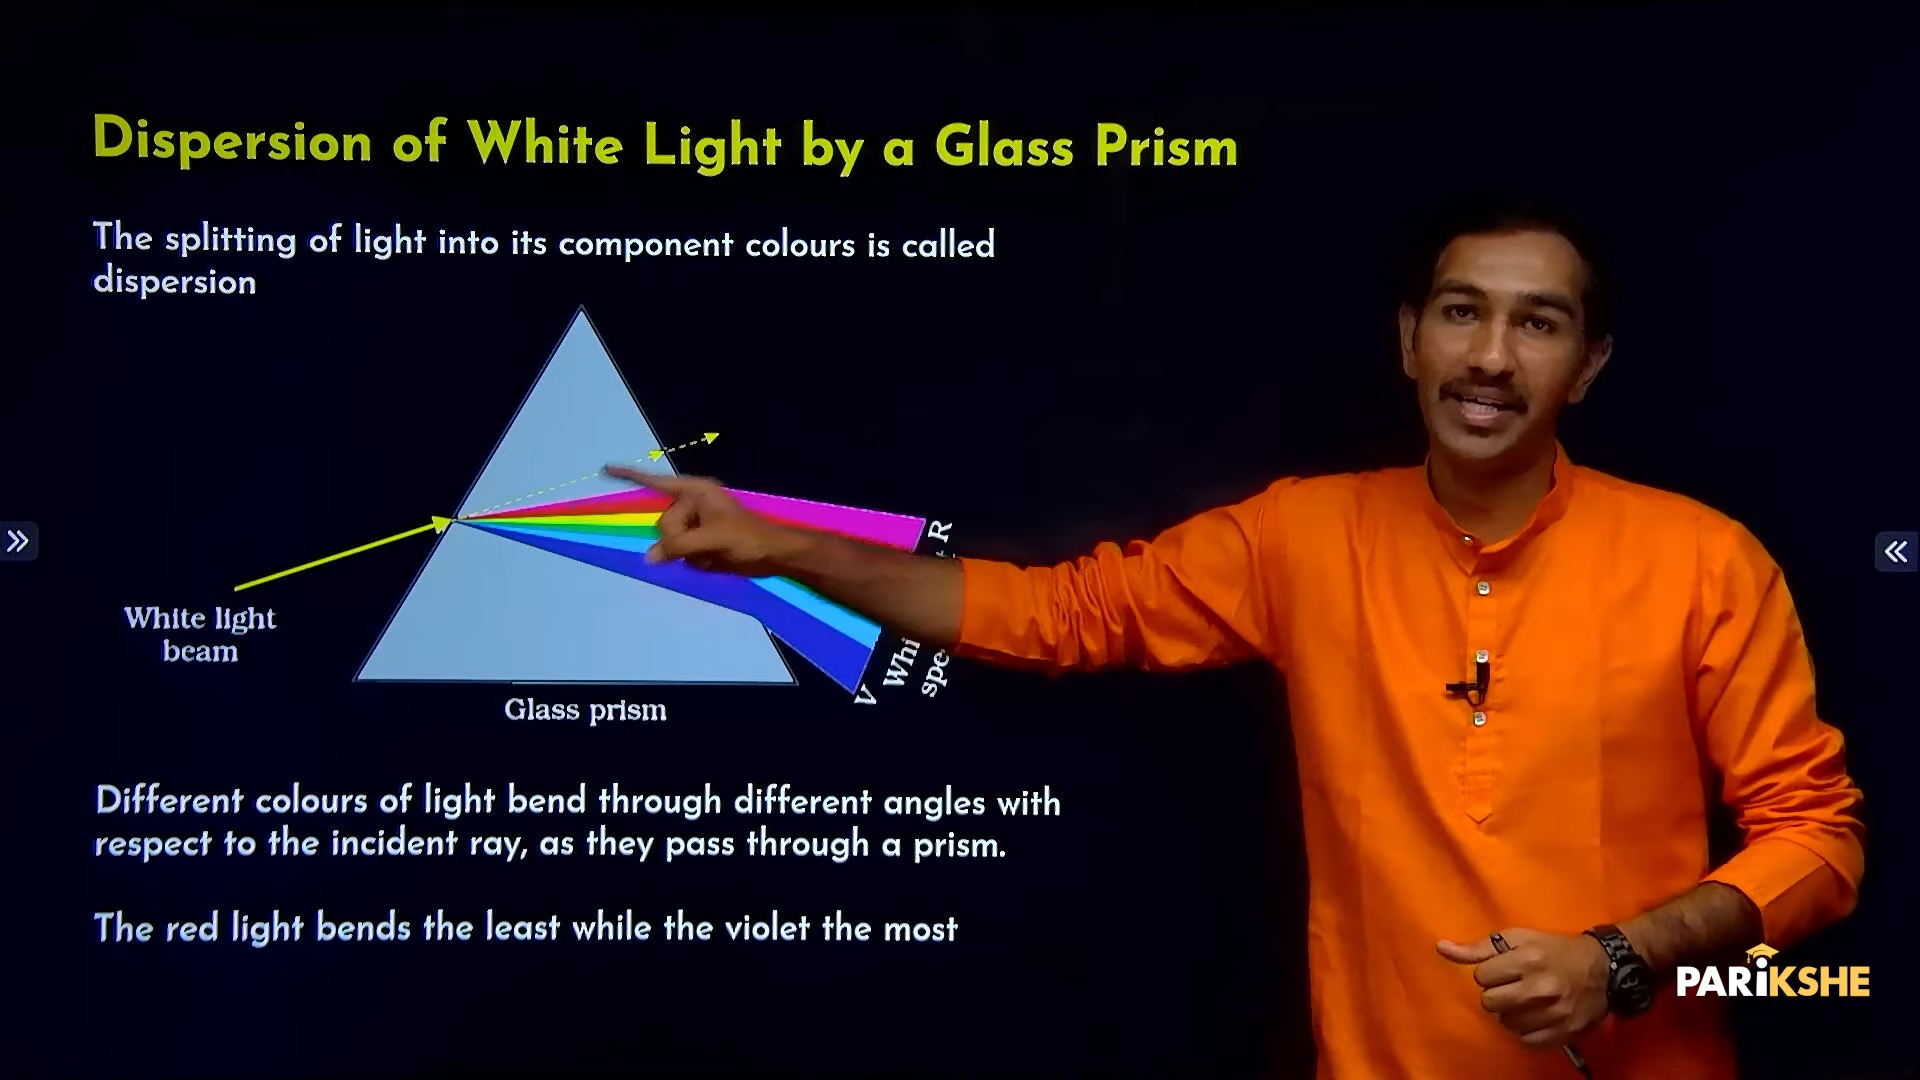 Dispersion of White Light by a Glass Prism
The splitting of light into its component colours is called
dispersion
R
White light
beam
V
Glass prism
Different colours of light bend through different angles with
respect to the incident ray, as they pass through a prism.
The red light bends the least while the violet the most
PARiKSHE